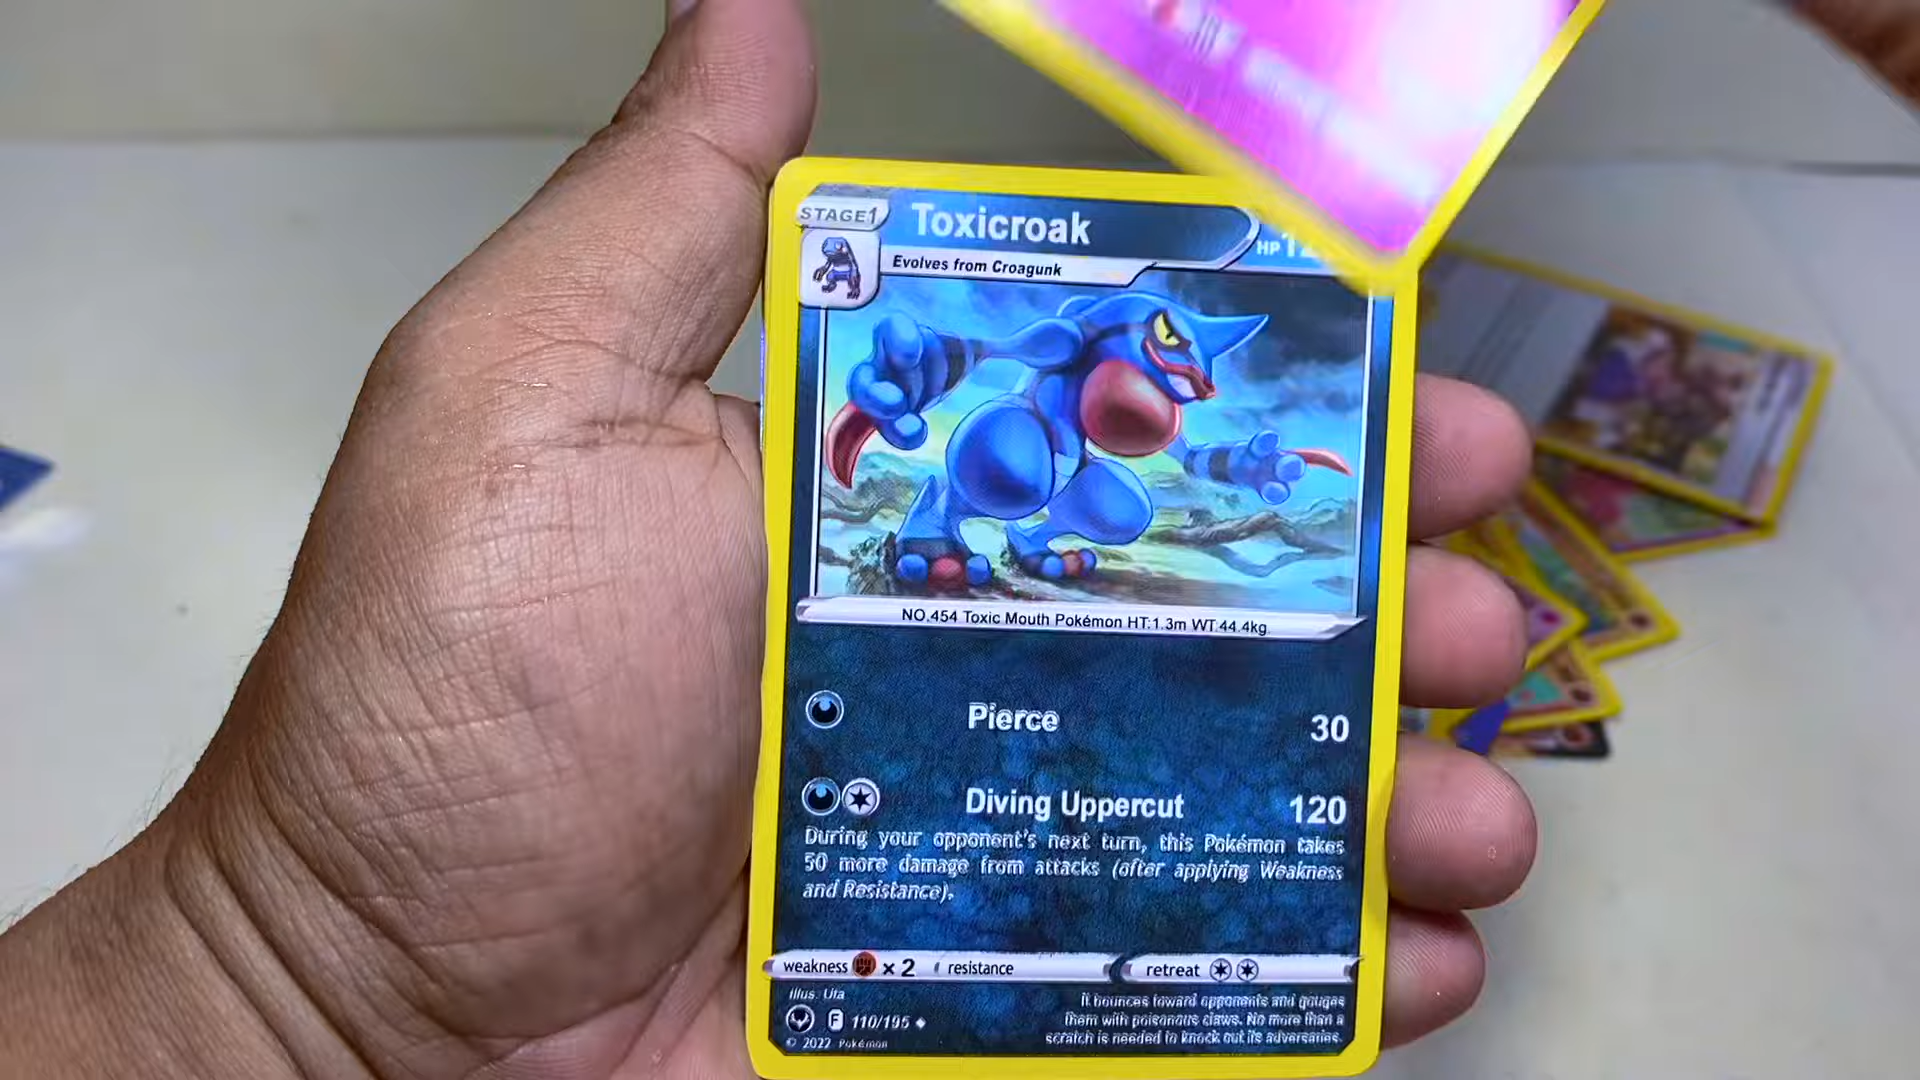 STAGE1
Toxicroak
HP 12
Evolves from Croagunk
NO.454 Toxic Mouth Pokémon HT:1.3m WT:44.4kg
Pierce 30
Diving Uppercut 120
During your opponent's next turn, this Pokémon takes
50 more damage from attacks (after applying Weakness
and Resistance).
weakness ×2 resistance retreat
Illus. Uta
F 110/195
© 2022 Pokémon
It bounces toward opponents and gouges
them with poisonous claws. No more than a
scratch is needed to knock out its adversaries.